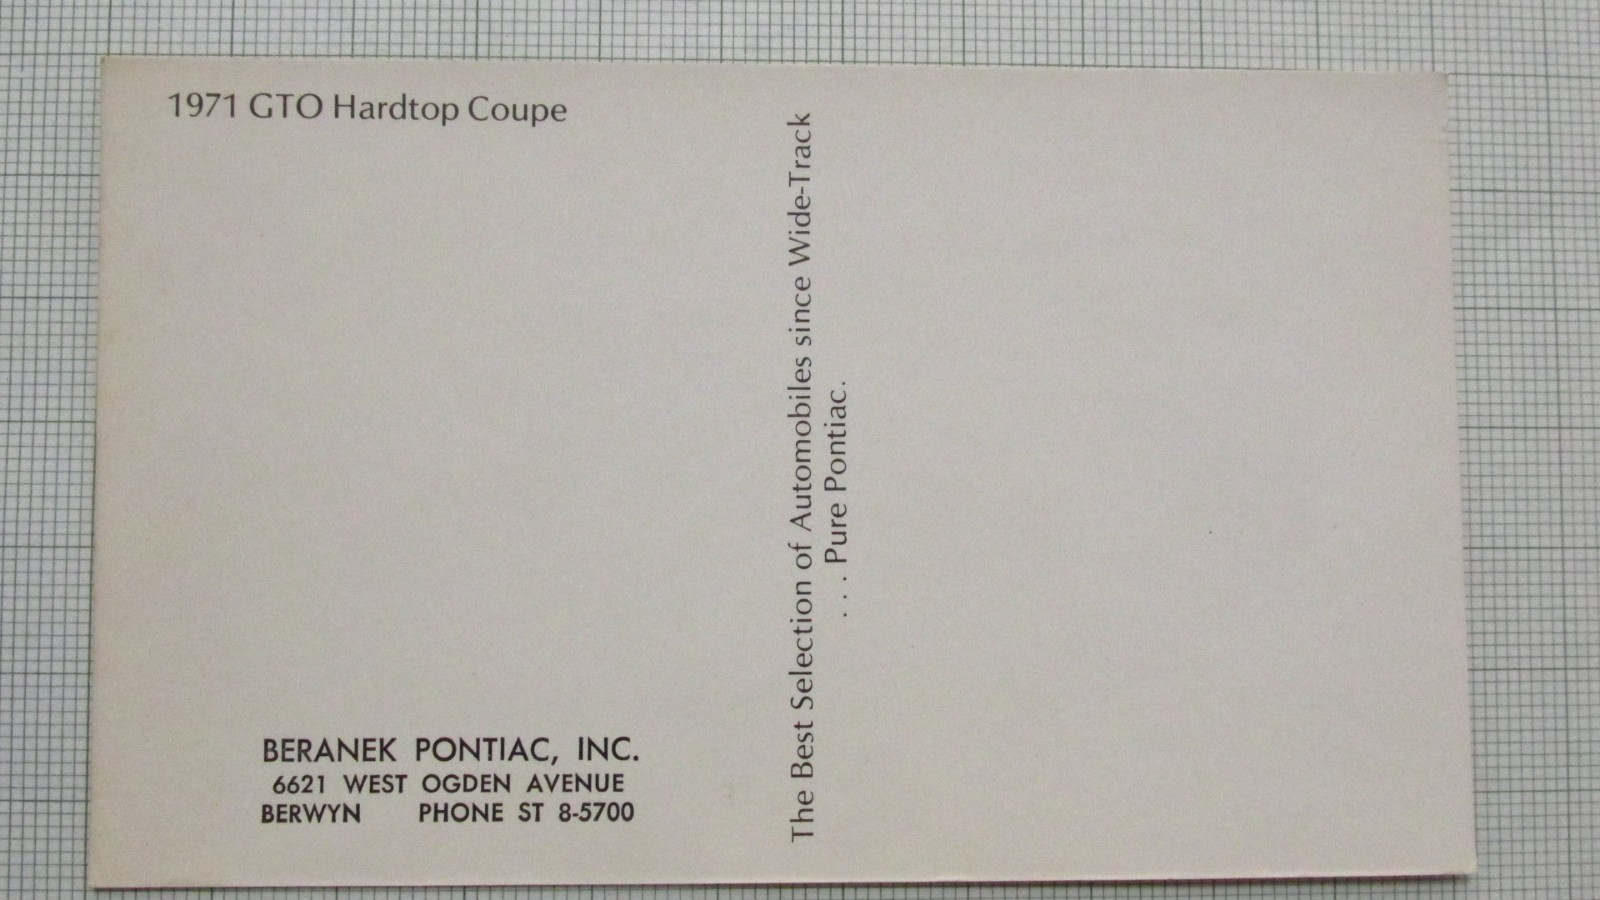 1971 GTO Hardtop Coupe
The Best Selection of Automobiles since Wide-Track
. . . Pure Pontiac.
BERANEK PONTIAC, INC.
6621 WEST OGDEN AVENUE
BERWYN PHONE ST 8-5700